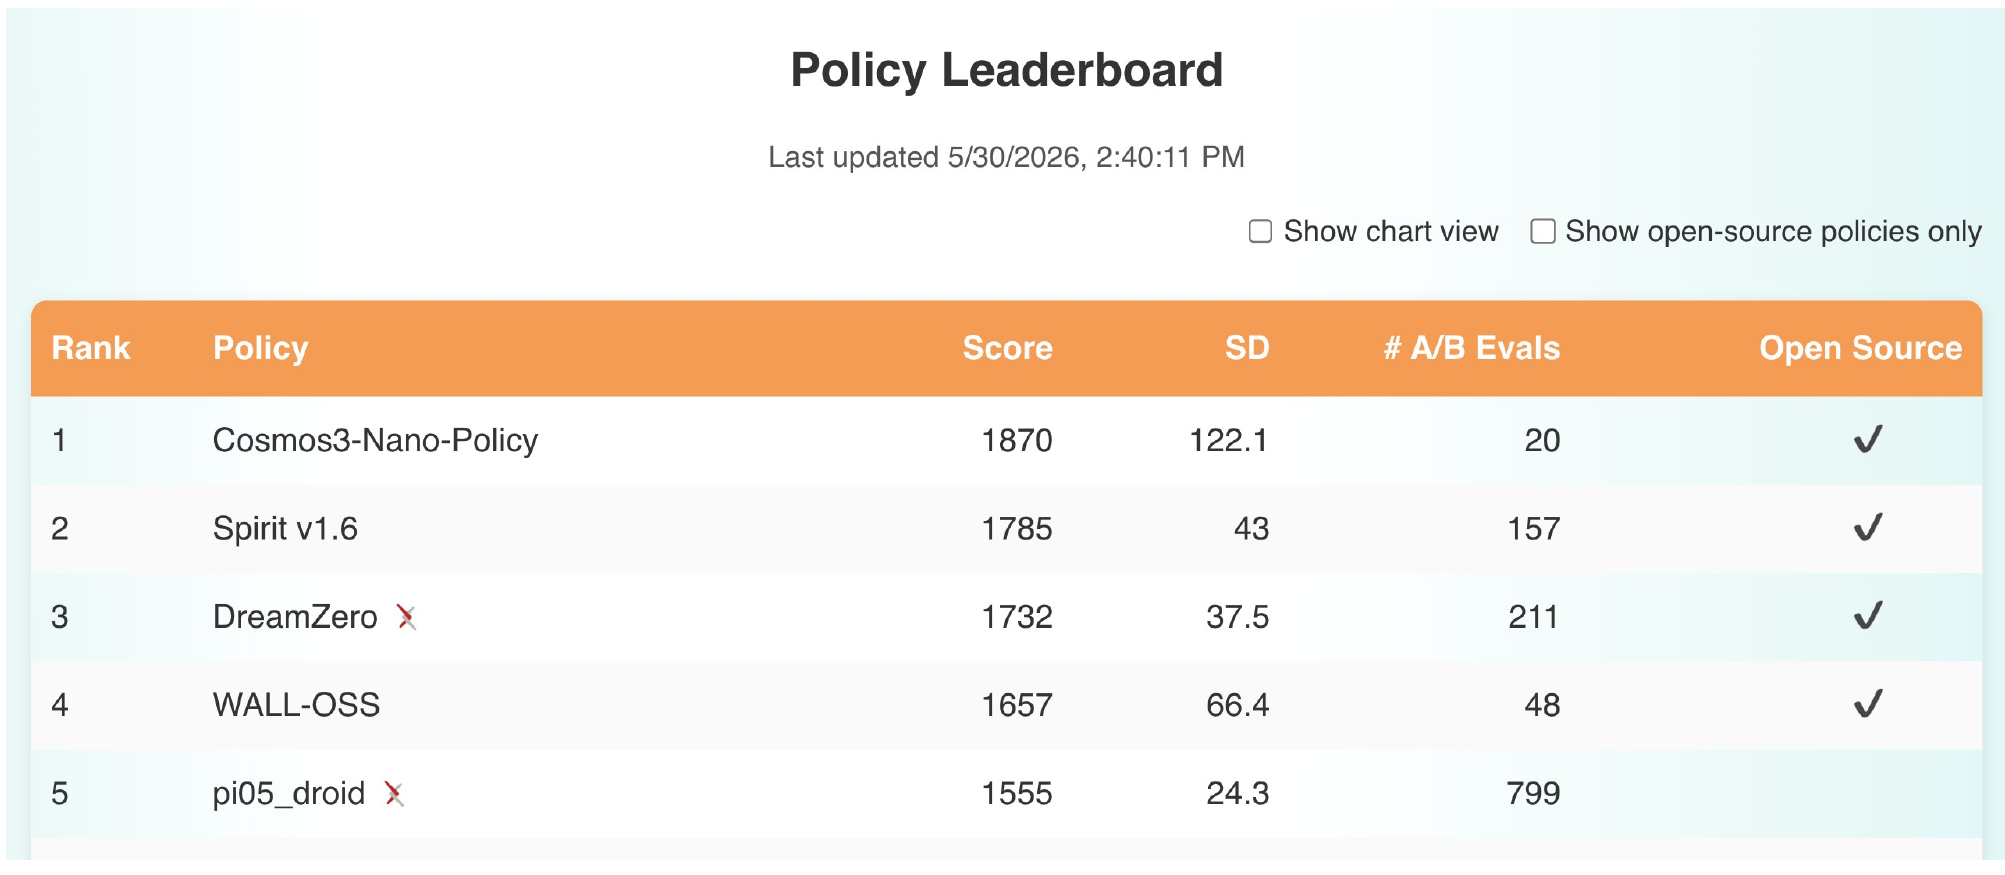 Policy Leaderboard
Last updated 5/30/2026, 2:40:11 PM
Show chart view Show open-source policies only
Rank Policy Score SD # A/B Evals Open Source
1 Cosmos3-Nano-Policy 1870 122.1 20 ✓
2 Spirit v1.6 1785 43 157 ✓
3 DreamZero 1732 37.5 211 ✓
4 WALL-OSS 1657 66.4 48 ✓
5 pi05_droid 1555 24.3 799